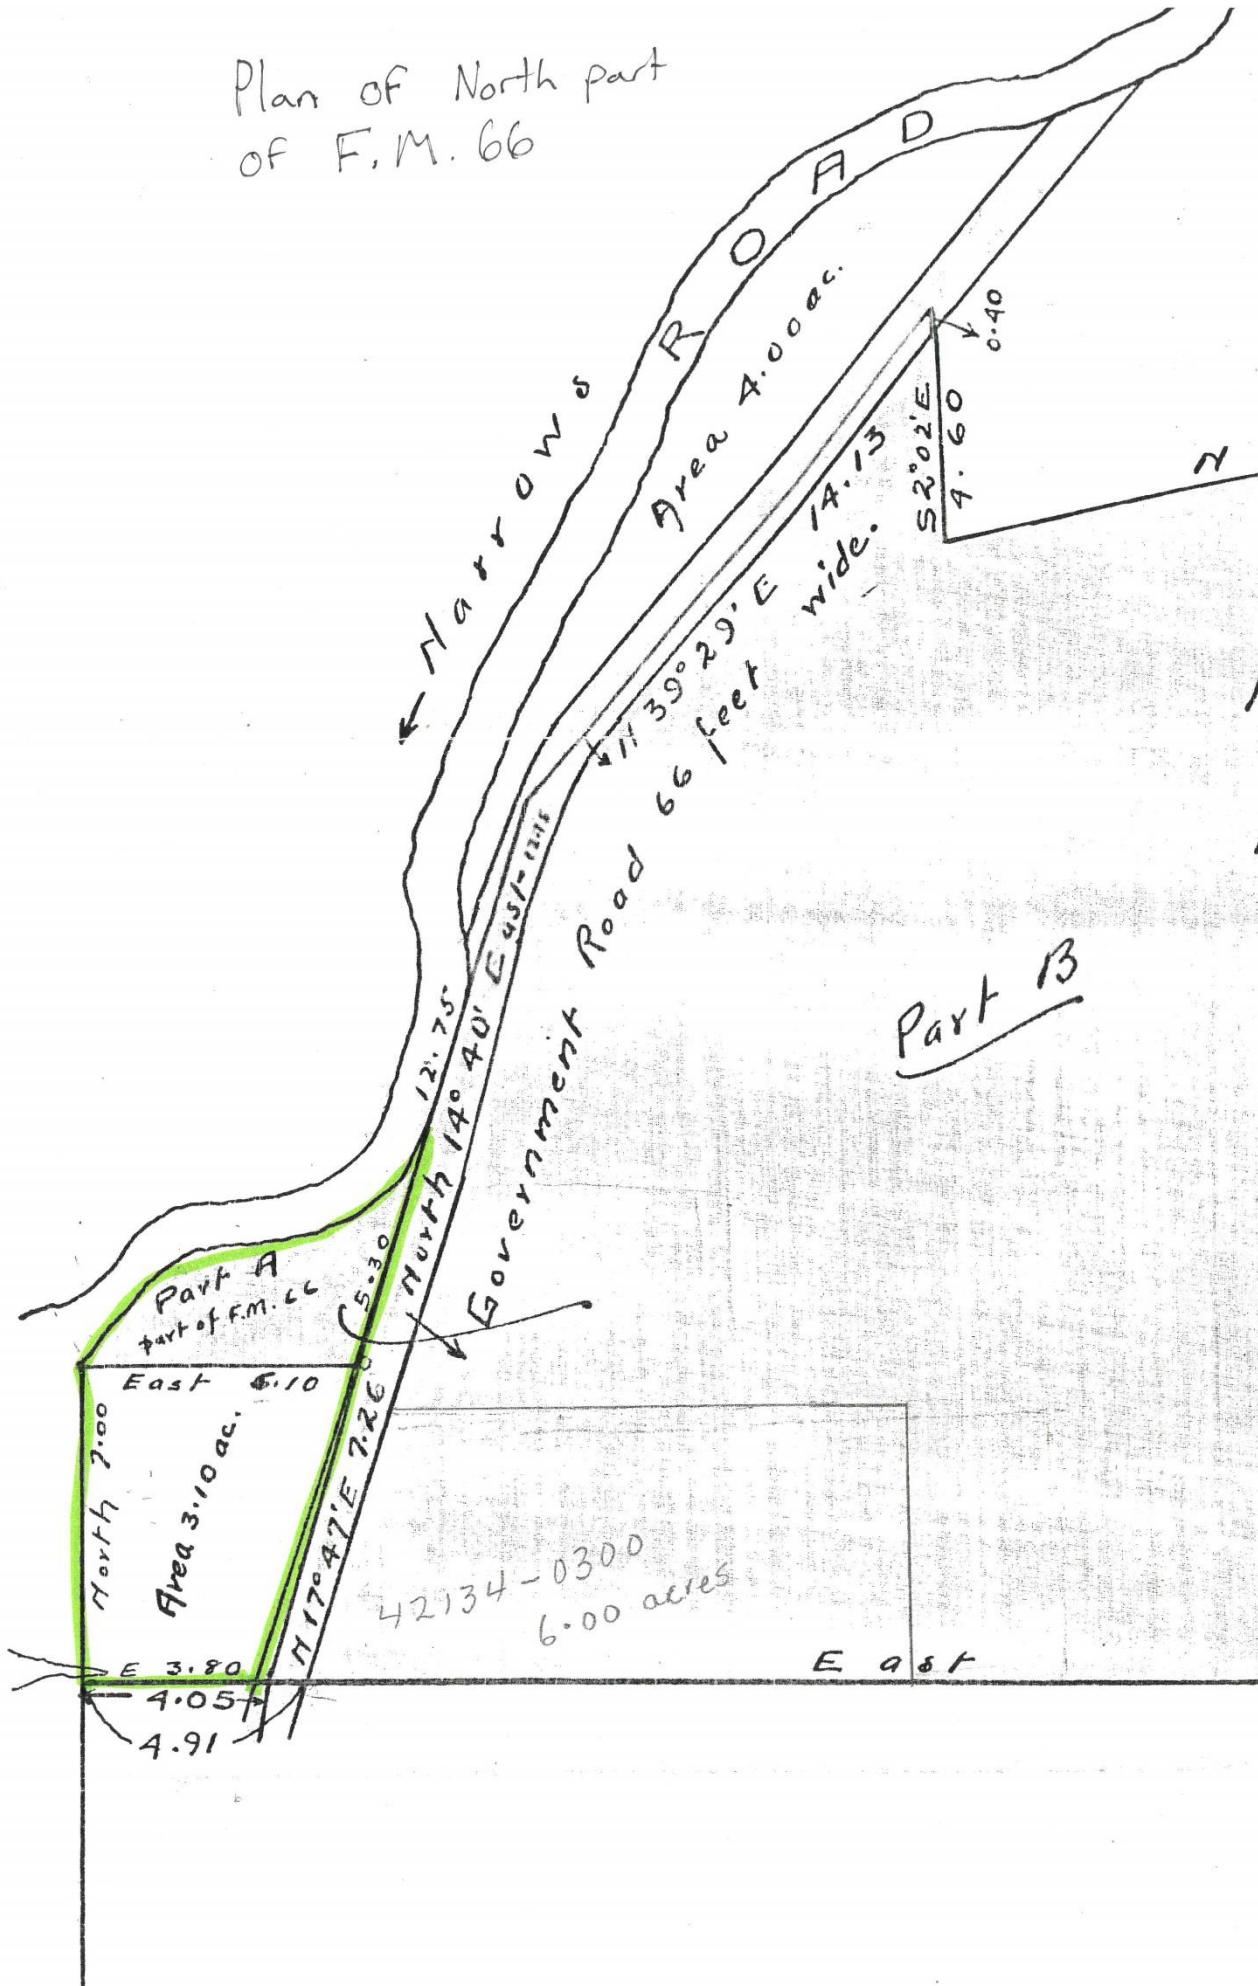 Plan of North part
of F.M. 66
ROAD
Narrows
Area 4.00 ac.
0.40
S 2° 02' E
4.60
N
N 39° 29' E 14.13
Government Road 66 feet wide.
12.75
North 14° 40' East
Part B
5.30
Part A
part of F.M. 66
East 6.10
North 7.00
Area 3.10 ac.
N 17° 47' E 7.26
42134-0300
6.00 acres
E 3.80
East
4.05
4.91